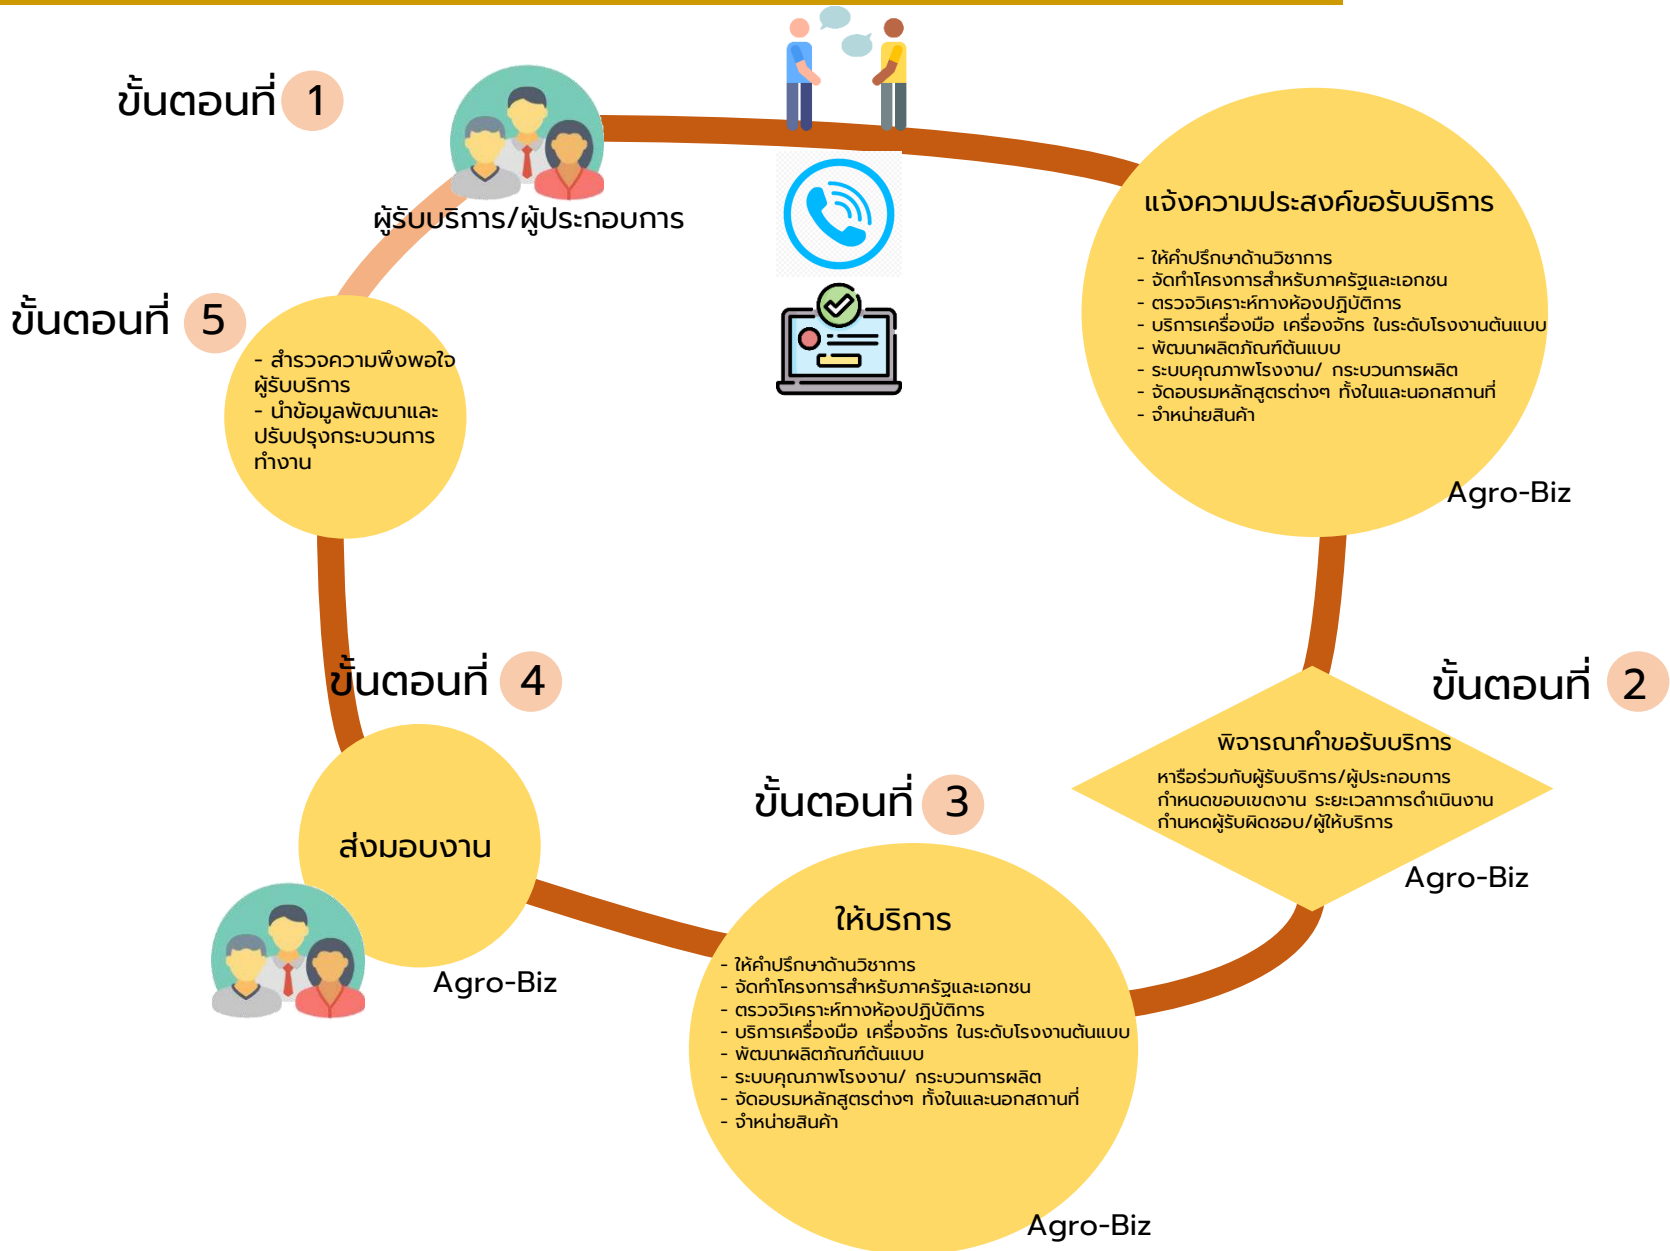 ขั้นตอนที่ 1
ผู้รับบริการ/ผู้ประกอบการ
แจ้งความประสงค์ขอรับบริการ
- ให้คำปรึกษาด้านวิชาการ
- จัดทำโครงการสำหรับภาครัฐและเอกชน
- ตรวจวิเคราะห์ทางห้องปฏิบัติการ
- บริการเครื่องมือ เครื่องจักร ในระดับโรงงานต้นแบบ
- พัฒนาผลิตภัณฑ์ต้นแบบ
- ระบบคุณภาพโรงงาน/ กระบวนการผลิต
- จัดอบรมหลักสูตรต่างๆ ทั้งในและนอกสถานที่
- จำหน่ายสินค้า
Agro-Biz
ขั้นตอนที่ 2
พิจารณาคำขอรับบริการ
หารือร่วมกับผู้รับบริการ/ผู้ประกอบการ
กำหนดขอบเขตงาน ระยะเวลาการดำเนินงาน
กำนหดผู้รับผิดชอบ/ผู้ให้บริการ
Agro-Biz
ขั้นตอนที่ 3
ให้บริการ
- ให้คำปรึกษาด้านวิชาการ
- จัดทำโครงการสำหรับภาครัฐและเอกชน
- ตรวจวิเคราะห์ทางห้องปฏิบัติการ
- บริการเครื่องมือ เครื่องจักร ในระดับโรงงานต้นแบบ
- พัฒนาผลิตภัณฑ์ต้นแบบ
- ระบบคุณภาพโรงงาน/ กระบวนการผลิต
- จัดอบรมหลักสูตรต่างๆ ทั้งในและนอกสถานที่
- จำหน่ายสินค้า
Agro-Biz
ขั้นตอนที่ 4
ส่งมอบงาน
Agro-Biz
ขั้นตอนที่ 5
- สำรวจความพึงพอใจ
ผู้รับบริการ
- นำข้อมูลพัฒนาและ
ปรับปรุงกระบวนการ
ทำงาน